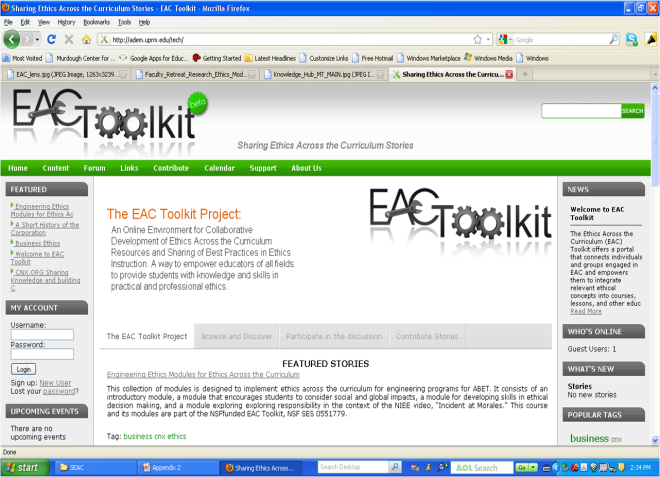 Sharing Ethics Across the Curriculum Stories - EAC Toolkit - Mozilla Firefox
File Edit View History Bookmarks Tools Help
http://adem.uprm.edu/tech/
Google
Most Visited Murdough Center for ... Google Apps for Educ... Getting Started Latest Headlines Customize Links Free Hotmail Windows Marketplace Windows Media Windows
EAC_lens.jpg (JPEG Image, 1263x3239... Faculty_Retreat_Research_Ethics_Mod... Knowledge_Hub_MT_MAIN.jpg (JPEG I... Sharing Ethics Across the Curricu...
EAC Toolkit beta
SEARCH
Sharing Ethics Across the Curriculum Stories
Home Content Forum Links Contribute Calendar Support About Us
FEATURED
Engineering Ethics
Modules for Ethics Ac
A Short History of the
Corporation
Business Ethics
Welcome to EAC
Toolkit
CNX.ORG Sharing
Knowledge and building
C
MY ACCOUNT
Username:
Password:
Login
Sign up: New User
Lost your password?
UPCOMING EVENTS
There are no
upcoming events
The EAC Toolkit Project:
An Online Environment for Collaborative
Development of Ethics Across the Curriculum
Resources and Sharing of Best Practices in Ethics
Instruction. A way to empower educators of all fields
to provide students with knowledge and skills in
practical and professional ethics.
EAC Toolkit
The EAC Toolkit Project Browse and Discover Participate in the discussion Contribute Stories
FEATURED STORIES
Engineering Ethics Modules for Ethics Across the Curriculum
This collection of modules is designed to implement ethics across the curriculum for engineering programs for ABET. It consists of an
introductory module, a module that encourages students to consider social and global impacts, a module for developing skills in ethical
decision making, and a module exploring exploring responsibility in the context of the NIEE video, "Incident at Morales." This course
and its modules are part of the NSFfunded EAC Toolkit, NSF SES 0551779.
Tag: business cnx ethics
NEWS
Welcome to EAC
Toolkit
The Ethics Across the
Curriculum (EAC)
Toolkit offers a portal
that connects individuals
and groups engaged in
EAC and empowers
them to integrate
relevant ethical
concepts into courses,
lessons, and other educ
Read More
WHO'S ONLINE
Guest Users: 1
WHAT'S NEW
Stories
No new stories
POPULAR TAGS
business cnx
Done
start SEAC Appendix 2 Sharing Ethics Across... Search Desktop AOL Search Go 2:34 PM